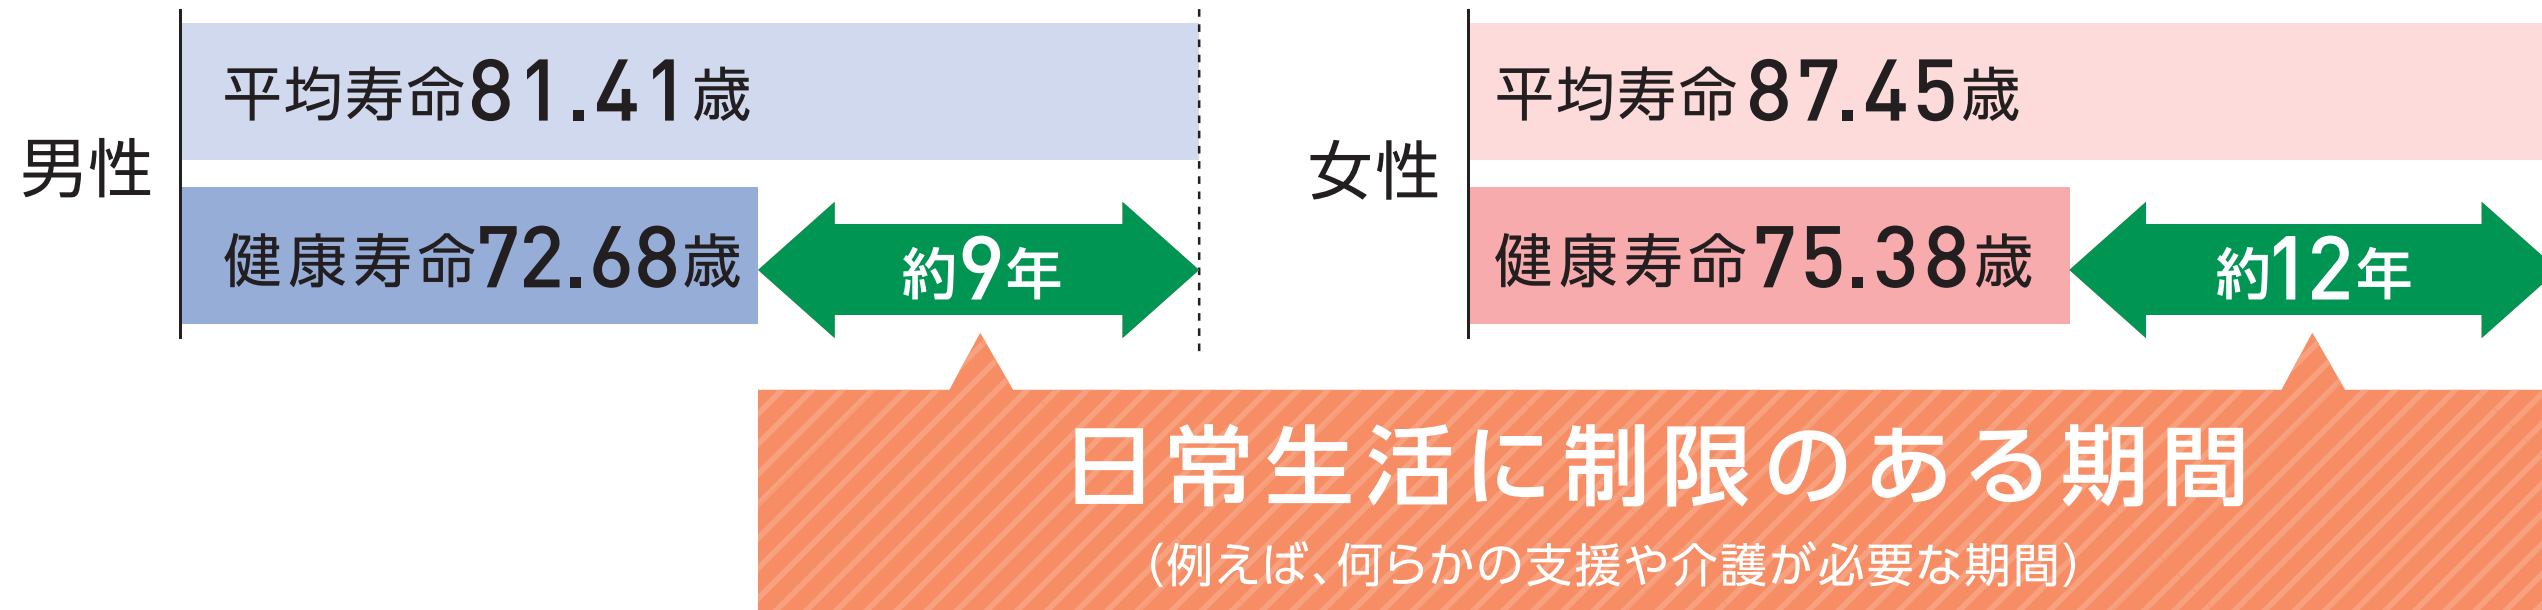 男性
平均寿命81.41歳
健康寿命72.68歳
約9年
女性
平均寿命87.45歳
健康寿命75.38歳
約12年
日常生活に制限のある期間
（例えば、何らかの支援や介護が必要な期間）